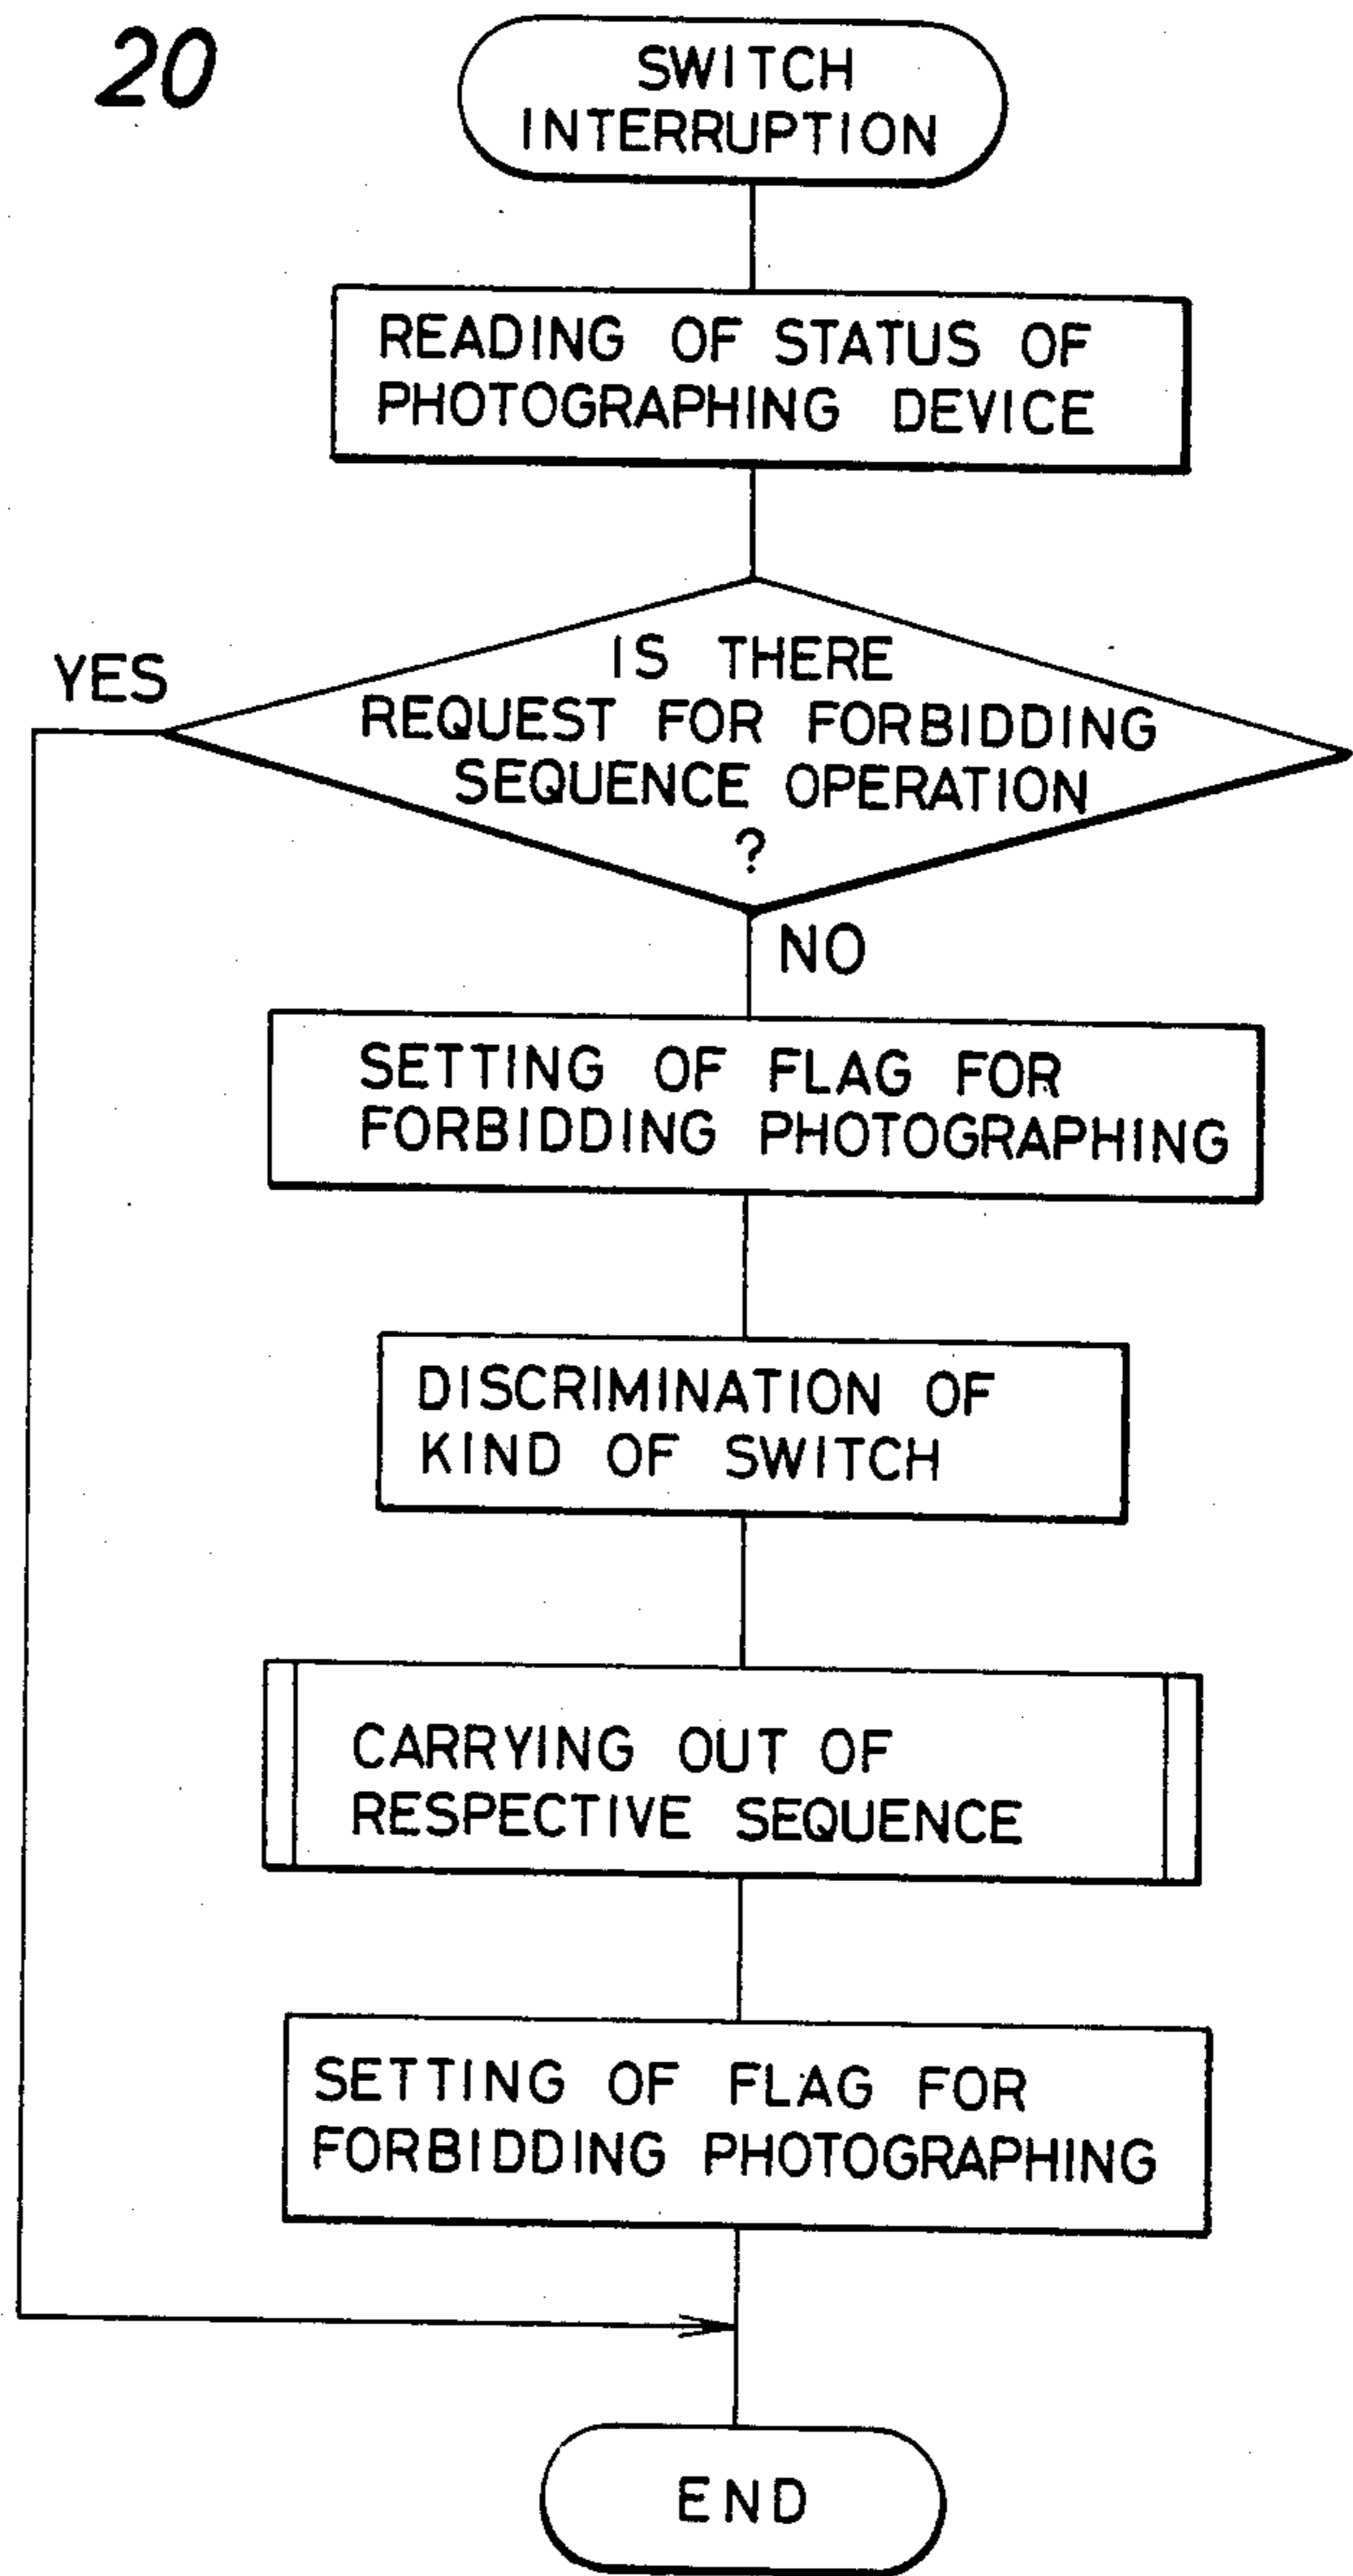 20
SWITCH
INTERRUPTION
READING OF STATUS OF
PHOTOGRAPHING DEVICE
IS THERE
REQUEST FOR FORBIDDING
SEQUENCE OPERATION
?
YES
NO
SETTING OF FLAG FOR
FORBIDDING PHOTOGRAPHING
DISCRIMINATION OF
KIND OF SWITCH
CARRYING OUT OF
RESPECTIVE SEQUENCE
SETTING OF FLAG FOR
FORBIDDING PHOTOGRAPHING
END